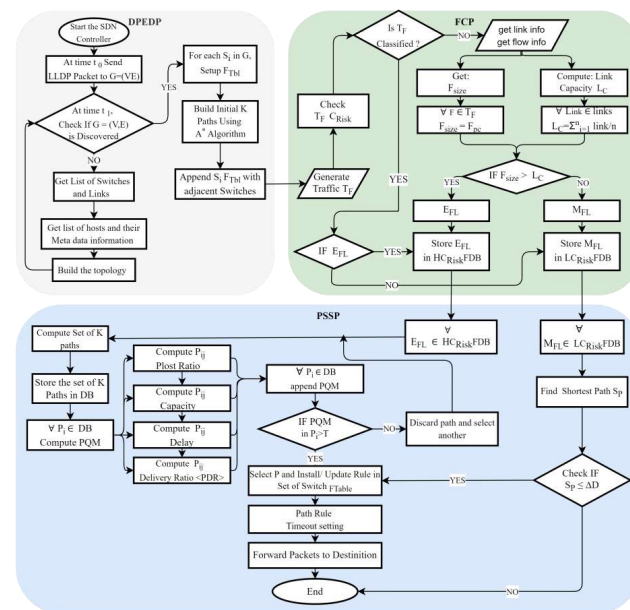 DPEDP
Start the SDN
Controller
At time t 0 Send
LLDP Packet to G=(VE)
At time t 1,
Check If G = (V,E)
is Discovered
YES
NO
Get List of Switches
and Links
Get list of hosts and their
Meta data information
Build the topology
For each Si in G,
Setup FTbl
Build Initial K
Paths Using
A* Algorithm
Append Si FTbl with
adjacent Switches
FCP
Is TF
Classified ?
NO
get link info
get flow info
Check
TF CRisk
Generate
Traffic TF
YES
Get:
Fsize
Compute: Link
Capacity LC
∀ F ∈ TF
Fsize = Fpc
∀ Link ∈ links
LC=Σni=1 link/n
IF Fsize > LC
YES
NO
EFL
MFL
IF EFL
YES
Store EFL
in HCRiskFDB
Store MFL
in LCRiskFDB
NO
PSSP
Compute Set of K
paths
Store the set of K
Paths in DB
∀ Pi∈ DB
Compute PQM
Compute Pij
Plost Ratio
Compute Pij
Capacity
Compute Pij
Delay
Compute Pij
Delivery Ratio <PDR>
∀ Pi∈DB
append PQM
IF PQM
in Pi>T
NO
Discard path and select
another
YES
∀
EFL ∈ HCRiskFDB
∀
MFL∈ LCRiskFDB
Find Shortest Path SP
Check IF
SP ≤ ΔD
YES
NO
Select P and Install/ Update Rule in
Set of Switch FTable
Path Rule
Timeout setting
Forward Packets to Destinition
End